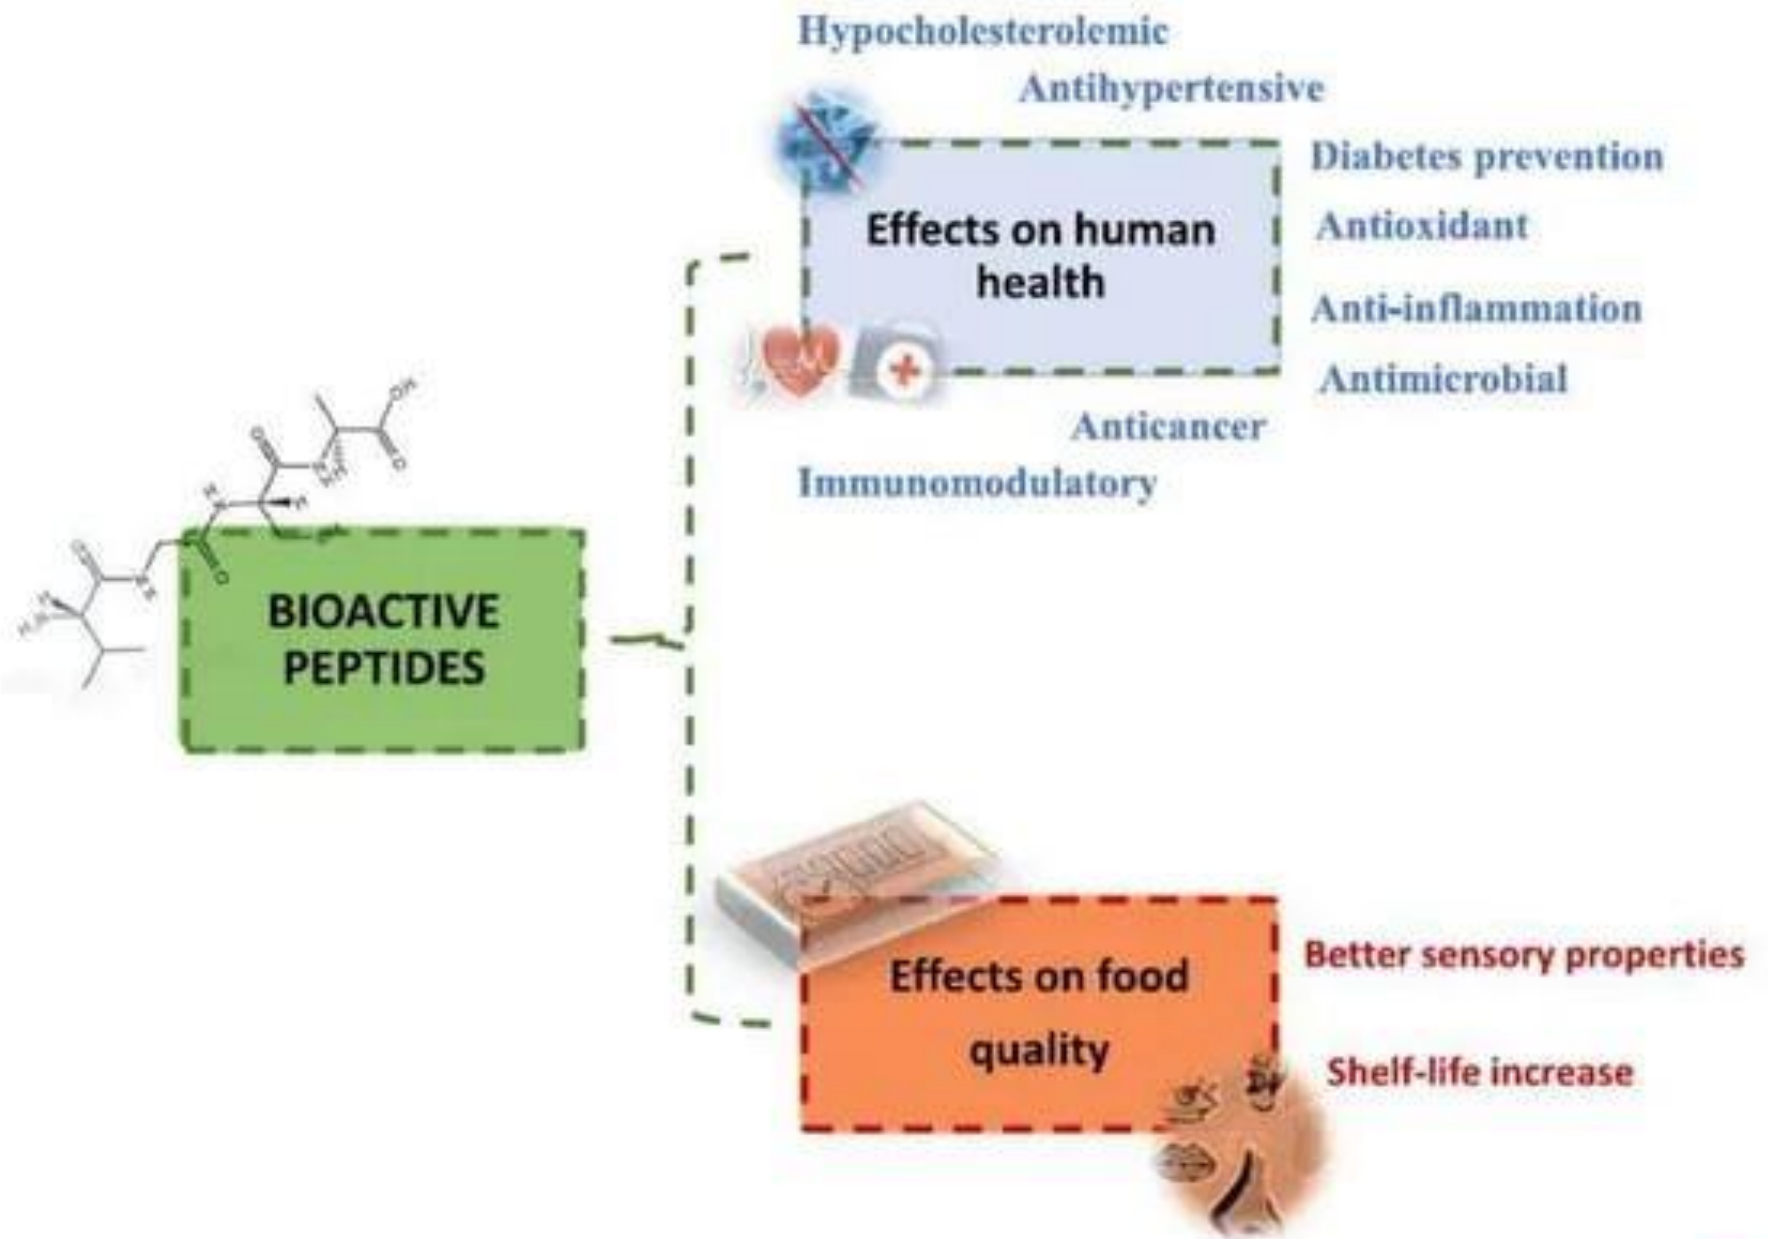 Hypocholesterolemic
Antihypertensive
Diabetes prevention
Effects on human
health
Antioxidant
Anti-inflammation
Antimicrobial
Anticancer
Immunomodulatory
BIOACTIVE
PEPTIDES
Effects on food
quality
Better sensory properties
Shelf-life increase
OH
O
O
H
H
O
H
O
H